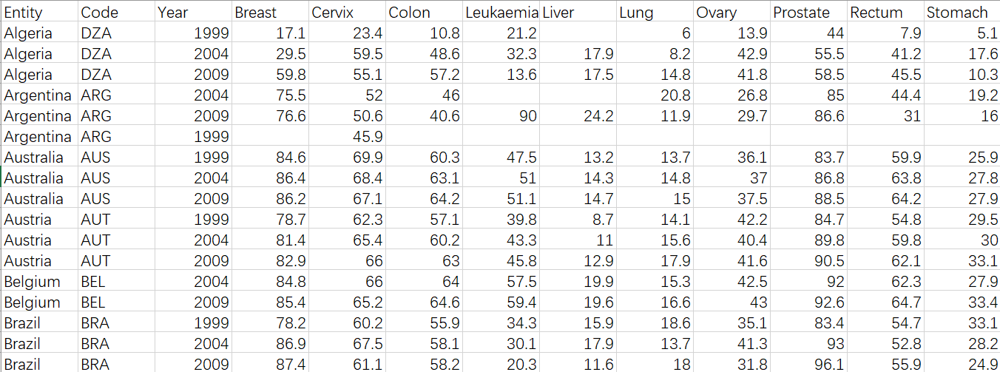 Entity Code Year Breast Cervix Colon Leukaemia Liver Lung Ovary Prostate Rectum Stomach
Algeria DZA 1999 17.1 23.4 10.8 21.2 6 13.9 44 7.9 5.1
Algeria DZA 2004 29.5 59.5 48.6 32.3 17.9 8.2 42.9 55.5 41.2 17.6
Algeria DZA 2009 59.8 55.1 57.2 13.6 17.5 14.8 41.8 58.5 45.5 10.3
Argentina ARG 2004 75.5 52 46 20.8 26.8 85 44.4 19.2
Argentina ARG 2009 76.6 50.6 40.6 90 24.2 11.9 29.7 86.6 31 16
Argentina ARG 1999 45.9
Australia AUS 1999 84.6 69.9 60.3 47.5 13.2 13.7 36.1 83.7 59.9 25.9
Australia AUS 2004 86.4 68.4 63.1 51 14.3 14.8 37 86.8 63.8 27.8
Australia AUS 2009 86.2 67.1 64.2 51.1 14.7 15 37.5 88.5 64.2 27.9
Austria AUT 1999 78.7 62.3 57.1 39.8 8.7 14.1 42.2 84.7 54.8 29.5
Austria AUT 2004 81.4 65.4 60.2 43.3 11 15.6 40.4 89.8 59.8 30
Austria AUT 2009 82.9 66 63 45.8 12.9 17.9 41.6 90.5 62.1 33.1
Belgium BEL 2004 84.8 66 64 57.5 19.9 15.3 42.5 92 62.3 27.9
Belgium BEL 2009 85.4 65.2 64.6 59.4 19.6 16.6 43 92.6 64.7 33.4
Brazil BRA 1999 78.2 60.2 55.9 34.3 15.9 18.6 35.1 83.4 54.7 33.1
Brazil BRA 2004 86.9 67.5 58.1 30.1 17.9 13.7 41.3 93 52.8 28.2
Brazil BRA 2009 87.4 61.1 58.2 20.3 11.6 18 31.8 96.1 55.9 24.9